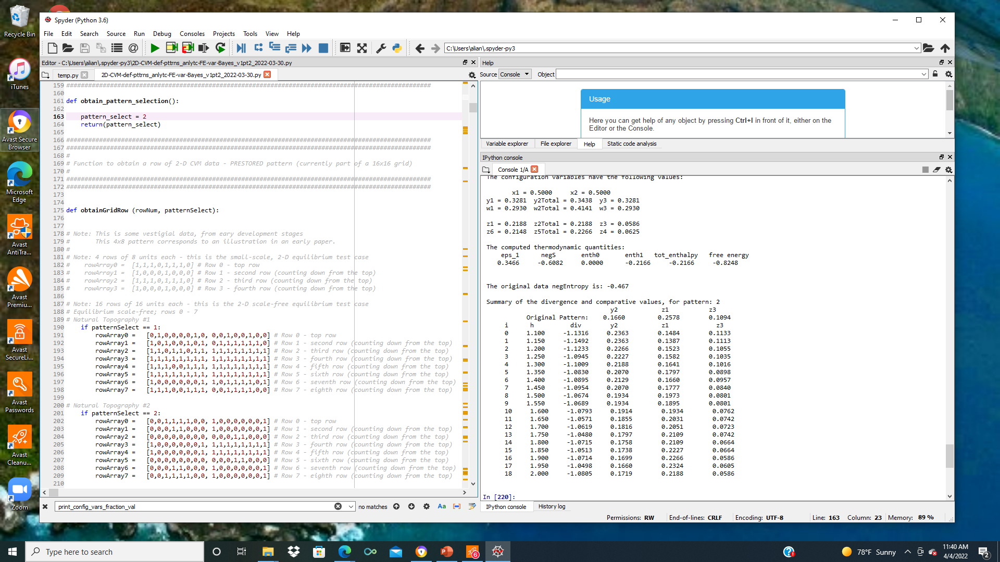 Recycle Bin
iTunes
Avast Secure
Browser
Microsoft
Edge
Avast
AntiTra...
Avast
Premiu...
Avast
SecureLi...
Avast
Passwords
Avast
Cleanu...
Zoom
Spyder (Python 3.6)
File Edit Search Source Run Debug Consoles Projects Tools View Help
C:\Users\alian\.spyder-py3
Editor - C:\Users\alian\.spyder-py3\2D-CVM-def-pttrns_anlytc-FE-var-Bayes_v1pt2_2022-03-30.py
temp.py 2D-CVM-def-pttrns_anlytc-FE-var-Bayes_v1pt2_2022-03-30.py
159 ####################################################################################################
160
161 def obtain_pattern_selection():
162
163     pattern_select = 2
164     return(pattern_select)
165
166 ####################################################################################################
167 ####################################################################################################
168 #
169 # Function to obtain a row of 2-D CVM data - PRESTORED pattern (currently part of a 16x16 grid)
170 #
171 ####################################################################################################
172 ####################################################################################################
173
174
175 def obtainGridRow (rowNum, patternSelect):
176
177
178 # Note: This is some vestigial data, from eary development stages
179 #       This 4x8 pattern corresponds to an illustration in an early paper.
180 #
181 # Note: 4 rows of 8 units each - this is the small-scale, 2-D equilibrium test case
182 #    rowArray0 =  [1,1,1,0,1,1,1,0] # Row 0 - top row
183 #    rowArray1 =  [1,0,0,0,1,0,0,0] # Row 1 - second row (counting down from the top)
184 #    rowArray2 =  [1,1,1,0,1,1,1,0] # Row 2 - third row (counting down from the top)
185 #    rowArray3 =  [1,0,0,0,1,0,0,0] # Row 3 - fourth row (counting down from the top)
186
187 # Note: 16 rows of 16 units each - this is the 2-D scale-free equilibrium test case
188 # Equilibrium scale-free; rows 0 - 7
189 # Natural Topography #1
190     if patternSelect == 1:
191         rowArray0 =   [0,1,0,0,0,0,1,0, 0,0,1,0,0,1,0,0] # Row 0 - top row
192         rowArray1 =   [1,0,1,0,0,1,0,1, 0,1,1,1,1,1,1,0] # Row 1 - second row (counting down from the top)
193         rowArray2 =   [1,1,0,1,1,0,1,1, 1,1,1,1,1,1,1,1] # Row 2 - third row (counting down from the top)
194         rowArray3 =   [1,1,1,1,1,1,1,1, 1,1,1,1,1,1,1,1] # Row 3 - fourth row (counting down from the top)
195         rowArray4 =   [1,1,1,0,0,1,1,1, 1,1,1,1,1,1,1,1] # Row 4 - fifth row (counting down from the top)
196         rowArray5 =   [1,1,1,1,1,1,1,1, 1,1,1,1,1,1,1,1] # Row 5 - sixth row (counting down from the top)
197         rowArray6 =   [1,0,0,0,0,0,0,1, 1,0,1,1,1,1,0,1] # Row 6 - seventh row (counting down from the top)
198         rowArray7 =   [1,1,1,0,0,1,1,1, 0,0,1,1,1,1,0,0] # Row 7 - eighth row (counting down from the top)
199
200 # Natural Topography #2
201     if patternSelect == 2:
202         rowArray0 =   [0,0,1,1,1,1,0,0, 1,0,0,0,0,0,0,1] # Row 0 - top row
203         rowArray1 =   [0,0,0,1,1,0,0,0, 1,0,0,0,0,0,0,1] # Row 1 - second row (counting down from the top)
204         rowArray2 =   [0,0,0,0,0,0,0,0, 0,0,0,1,1,0,0,0] # Row 2 - third row (counting down from the top)
205         rowArray3 =   [1,0,0,0,0,0,0,1, 1,1,1,1,1,1,1,1] # Row 3 - fourth row (counting down from the top)
206         rowArray4 =   [1,0,0,0,0,0,0,1, 1,1,1,1,1,1,1,1] # Row 4 - fifth row (counting down from the top)
207         rowArray5 =   [0,0,0,0,0,0,0,0, 0,0,0,1,1,0,0,0] # Row 5 - sixth row (counting down from the top)
208         rowArray6 =   [0,0,0,1,1,0,0,0, 1,0,0,0,0,0,0,1] # Row 6 - seventh row (counting down from the top)
209         rowArray7 =   [0,0,1,1,1,1,0,0, 1,0,0,0,0,0,0,1] # Row 7 - eighth row (counting down from the top)
210
print_config_vars_fraction_val no matches Aa
Help
Source Console Object
Usage
Here you can get help of any object by pressing Ctrl+I in front of it, either on the
Editor or the Console.
Variable explorer File explorer Help Static code analysis
IPython console
Console 1/A
The configuration variables have the following values:
x1 = 0.5000 x2 = 0.5000
y1 = 0.3281 y2Total = 0.3438 y3 = 0.3281
w1 = 0.2930 w2Total = 0.4141 w3 = 0.2930
z1 = 0.2188 z2Total = 0.2188 z3 = 0.0586
z6 = 0.2148 z5Total = 0.2266 z4 = 0.0625
The computed thermodynamic quantities:
eps_1 negS enth0 enth1 tot_enthalpy free energy
0.3466 -0.6082 0.0000 -0.2166 -0.2166 -0.8248
The original data negEntropy is: -0.467
Summary of the divergence and comparative values, for pattern: 2
y2 z1 z3
Original Pattern: 0.1660 0.2578 0.1094
i h div y2 z1 z3
0 1.100 -1.1316 0.2363 0.1484 0.1133
1 1.150 -1.1492 0.2363 0.1387 0.1113
2 1.200 -1.1233 0.2266 0.1523 0.1055
3 1.250 -1.0945 0.2227 0.1582 0.1035
4 1.300 -1.1009 0.2188 0.1641 0.1016
5 1.350 -1.0830 0.2070 0.1797 0.0898
6 1.400 -1.0895 0.2129 0.1660 0.0957
7 1.450 -1.0954 0.2070 0.1777 0.0840
8 1.500 -1.0674 0.1934 0.1973 0.0801
9 1.550 -1.0689 0.1934 0.1895 0.0801
10 1.600 -1.0793 0.1914 0.1934 0.0762
11 1.650 -1.0571 0.1855 0.2031 0.0742
12 1.700 -1.0619 0.1816 0.2051 0.0723
13 1.750 -1.0480 0.1797 0.2109 0.0742
14 1.800 -1.0715 0.1758 0.2109 0.0664
15 1.850 -1.0513 0.1738 0.2227 0.0664
16 1.900 -1.0714 0.1699 0.2266 0.0586
17 1.950 -1.0498 0.1660 0.2324 0.0605
18 2.000 -1.0805 0.1719 0.2188 0.0586
In [220]:
IPython console History log
Permissions: RW End-of-lines: CRLF Encoding: UTF-8 Line: 163 Column: 23 Memory: 89 %
Type here to search
6
78°F Sunny
11:40 AM
4/4/2022
2